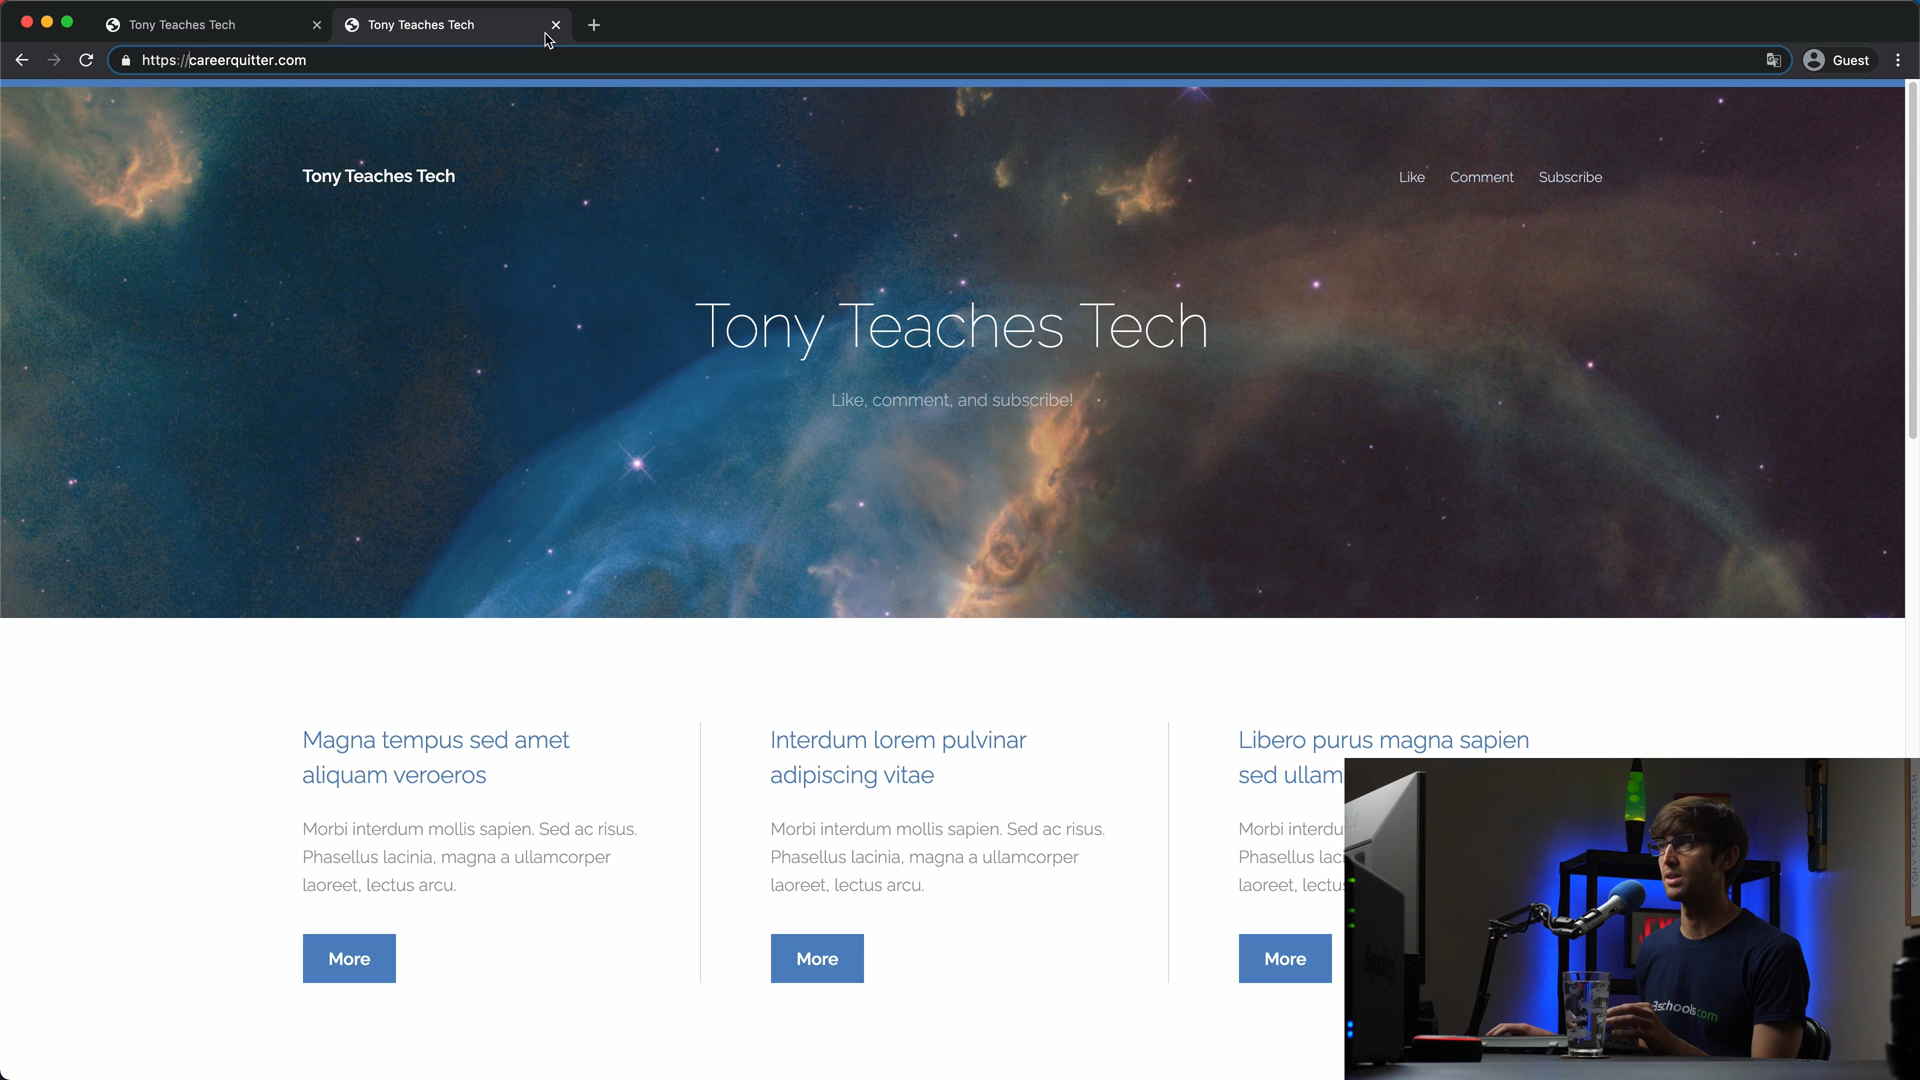 Tony Teaches Tech
Tony Teaches Tech
https://careerquitter.com
Guest
Tony Teaches Tech
Like
Comment
Subscribe
Tony Teaches Tech
Like, comment, and subscribe!
Magna tempus sed amet
aliquam veroeros
Morbi interdum mollis sapien. Sed ac risus.
Phasellus lacinia, magna a ullamcorper
laoreet, lectus arcu.
More
Interdum lorem pulvinar
adipiscing vitae
Morbi interdum mollis sapien. Sed ac risus.
Phasellus lacinia, magna a ullamcorper
laoreet, lectus arcu.
More
Libero purus magna sapien
sed ullam
Morbi interdu
Phasellus lac
laoreet, lectus
More
3schools.com